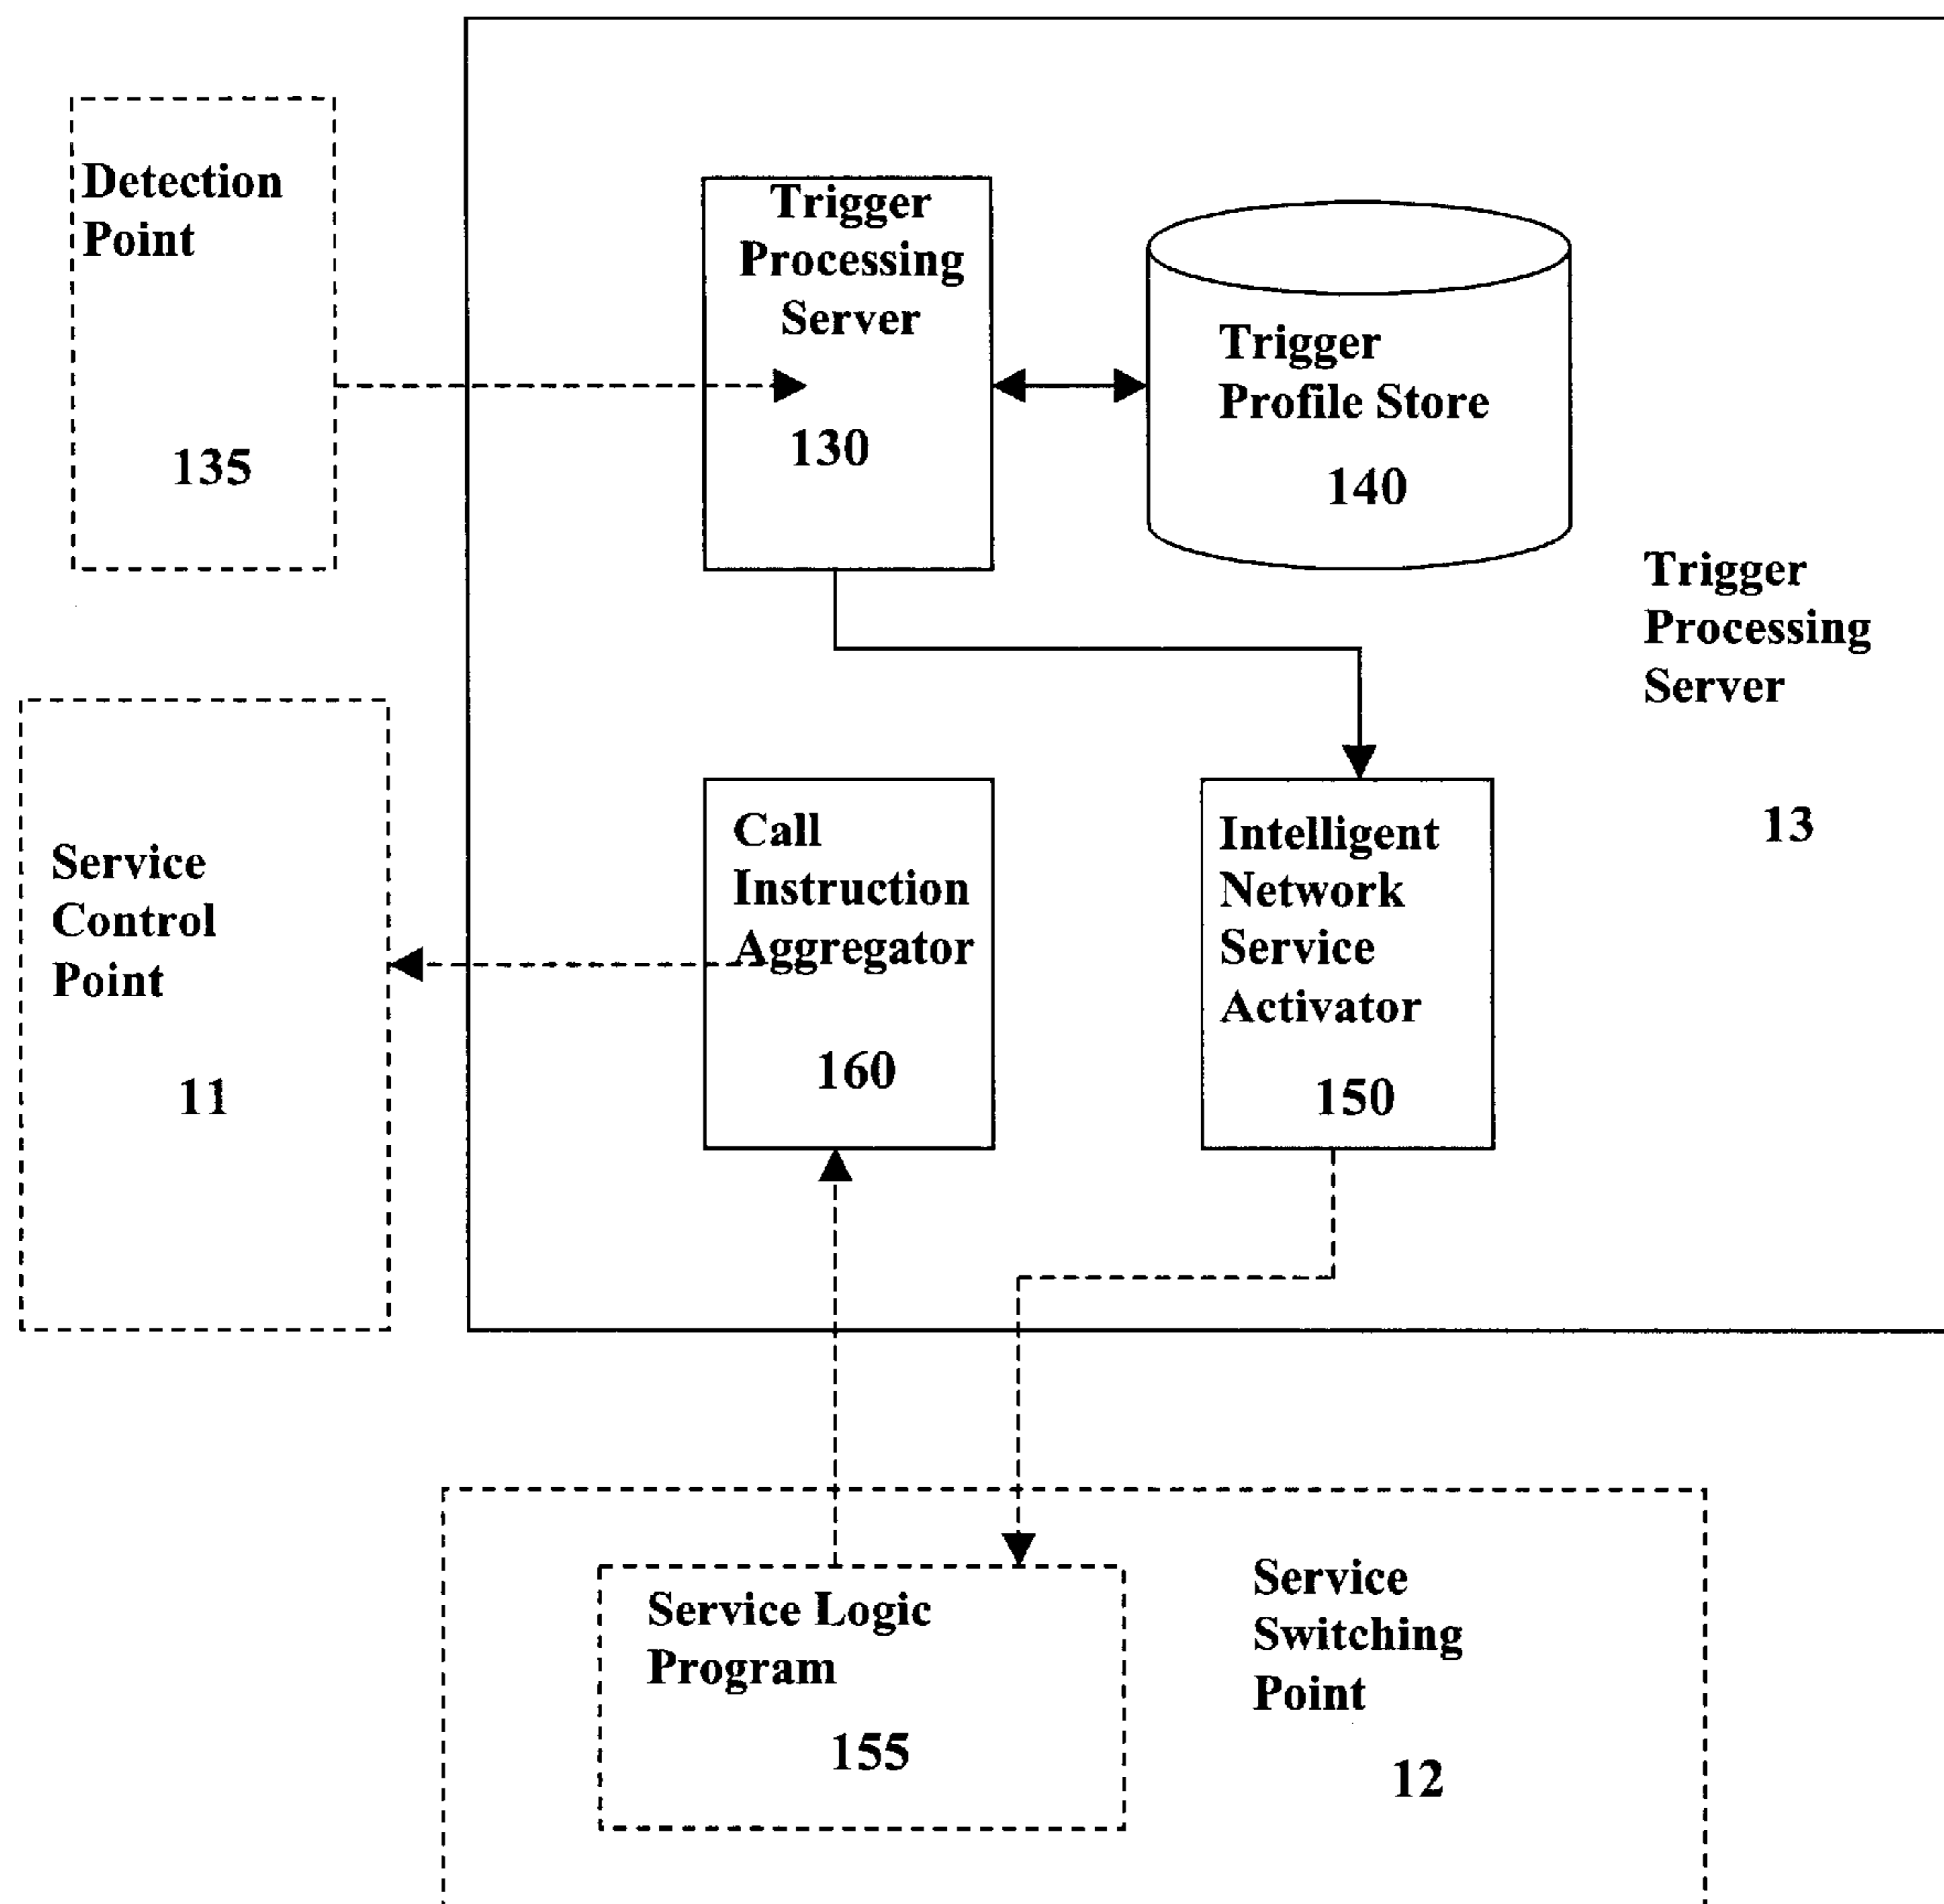 Detection
Point
135
Trigger
Processing
Server
130
Trigger
Profile Store
140
Trigger
Processing
Server
13
Service
Control
Point
11
Call
Instruction
Aggregator
160
Intelligent
Network
Service
Activator
150
Service Logic
Program
155
Service
Switching
Point
12